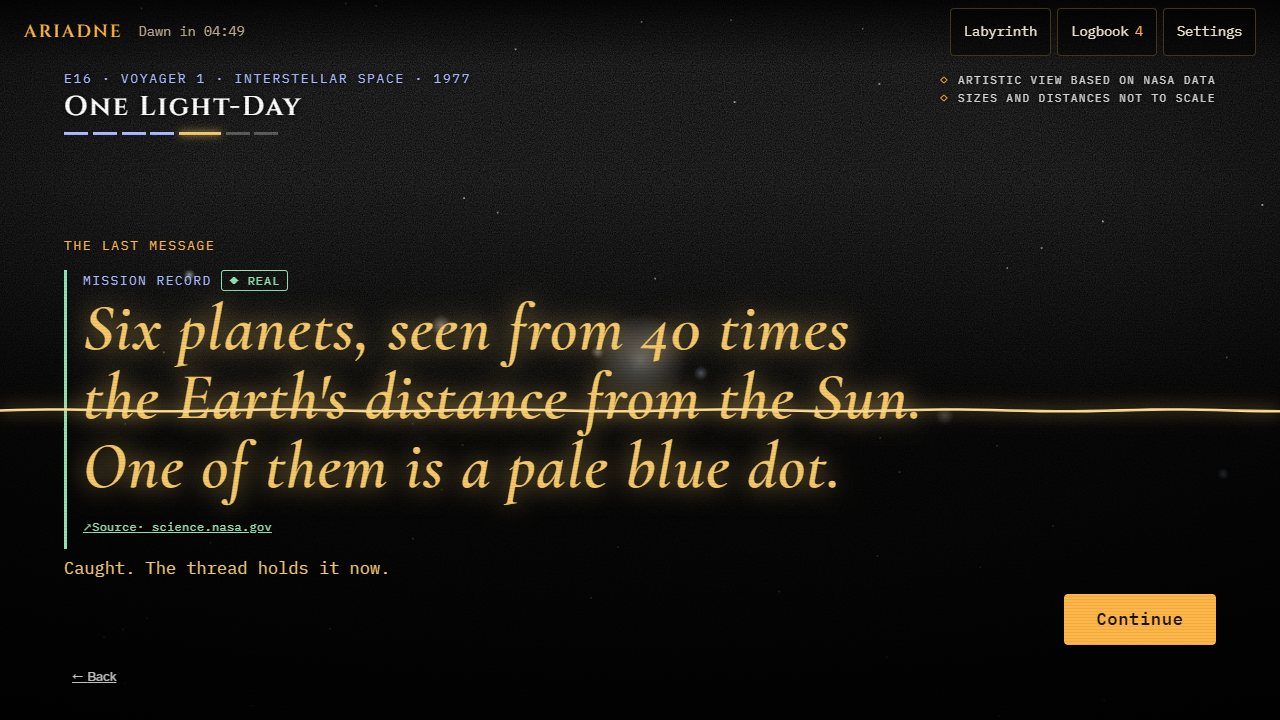 ARIADNE Dawn in 04:49 Labyrinth Logbook 4 Settings
E16 · VOYAGER 1 · INTERSTELLAR SPACE · 1977
One Light-Day
◇ ARTISTIC VIEW BASED ON NASA DATA
◇ SIZES AND DISTANCES NOT TO SCALE
THE LAST MESSAGE
MISSION RECORD ◆ REAL
Six planets, seen from 40 times
the Earth's distance from the Sun.
One of them is a pale blue dot.
↗Source· science.nasa.gov
Caught. The thread holds it now.
Continue
← Back